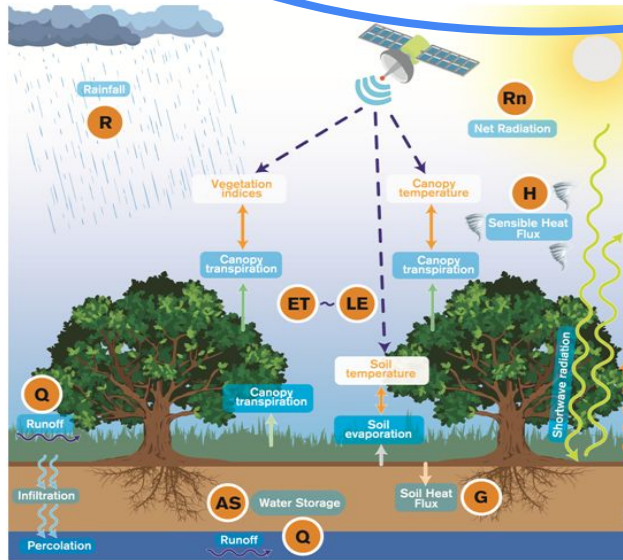 Rainfall
R
Rn
Net Radiation
Vegetation
indices
Canopy
temperature
H
Sensible Heat
Flux
Canopy
transpiration
Canopy
transpiration
ET ~ LE
Soil
temperature
Shortwave radiation
Q
Runoff
Canopy
transpiration
Soil
evaporation
Infiltration
AS
Water Storage
Soil Heat
Flux
G
Percolation
Runoff
Q